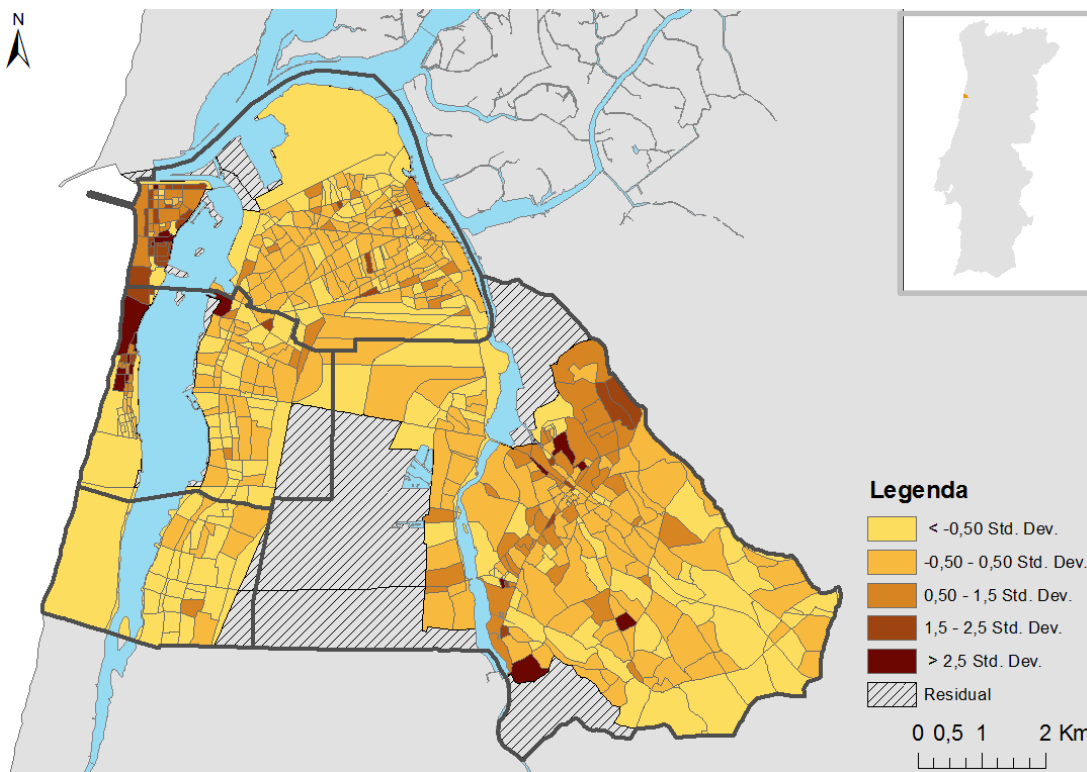 N
Legenda
< -0,50 Std. Dev.
-0,50 - 0,50 Std. Dev.
0,50 - 1,5 Std. Dev.
1,5 - 2,5 Std. Dev.
> 2,5 Std. Dev.
Residual
0 0,5 1 2 Km